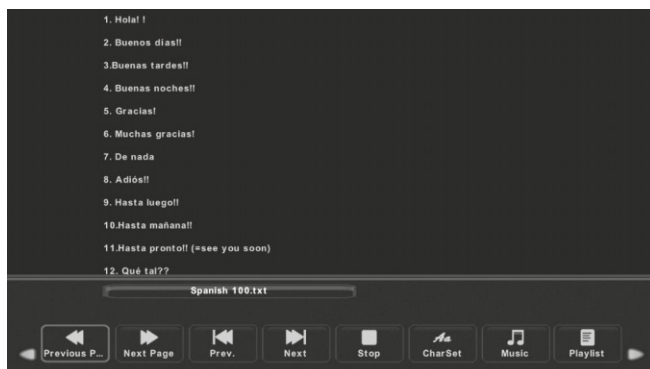 1. Hola! !
2. Buenos días!!
3.Buenas tardes!!
4. Buenas noches!!
5. Gracias!
6. Muchas gracias!
7. De nada
8. Adiós!!
9. Hasta luego!!
10.Hasta mañana!!
11.Hasta pronto!! (=see you soon)
12. Qué tal??
Spanish 100.txt
Previous P... Next Page Prev. Next Stop CharSet Music Playlist